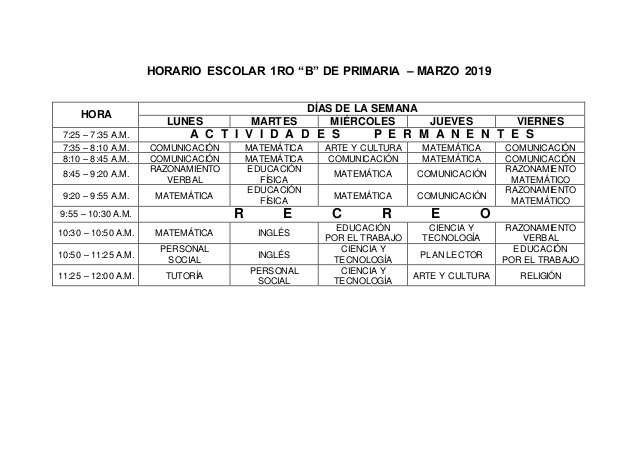 HORARIO ESCOLAR 1RO “B” DE PRIMARIA – MARZO 2019
HORA DÍAS DE LA SEMANA
LUNES MARTES MIÉRCOLES JUEVES VIERNES
7:25 – 7:35 A.M. A C T I V I D A D E S P E R M A N E N T E S
7:35 – 8:10 A.M. COMUNICACIÓN MATEMÁTICA ARTE Y CULTURA MATEMÁTICA COMUNICACIÓN
8:10 – 8:45 A.M. COMUNICACIÓN MATEMÁTICA COMUNICACIÓN MATEMÁTICA COMUNICACIÓN
8:45 – 9:20 A.M. RAZONAMIENTO VERBAL EDUCACIÓN FÍSICA MATEMÁTICA COMUNICACIÓN RAZONAMIENTO MATEMÁTICO
9:20 – 9:55 A.M. MATEMÁTICA EDUCACIÓN FÍSICA MATEMÁTICA COMUNICACIÓN RAZONAMIENTO MATEMÁTICO
9:55 – 10:30 A.M. R E C R E O
10:30 – 10:50 A.M. MATEMÁTICA INGLÉS EDUCACIÓN POR EL TRABAJO CIENCIA Y TECNOLOGÍA RAZONAMIENTO VERBAL
10:50 – 11:25 A.M. PERSONAL SOCIAL INGLÉS CIENCIA Y TECNOLOGÍA PLAN LECTOR EDUCACIÓN POR EL TRABAJO
11:25 – 12:00 A.M. TUTORÍA PERSONAL SOCIAL CIENCIA Y TECNOLOGÍA ARTE Y CULTURA RELIGIÓN